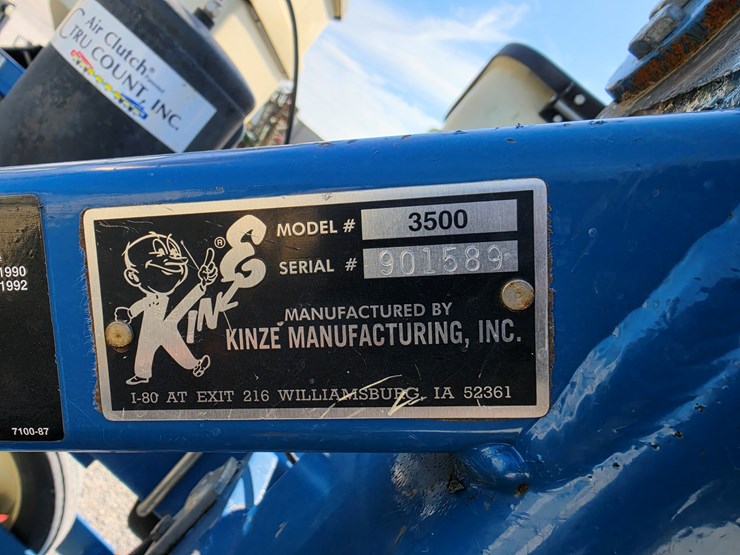 Air Clutch
TRU COUNT, INC.
1990
1992
7100-87
KINZE ®
MODEL # 3500
SERIAL # 901589
MANUFACTURED BY
KINZE MANUFACTURING, INC.
I-80 AT EXIT 216 WILLIAMSBURG, IA 52361